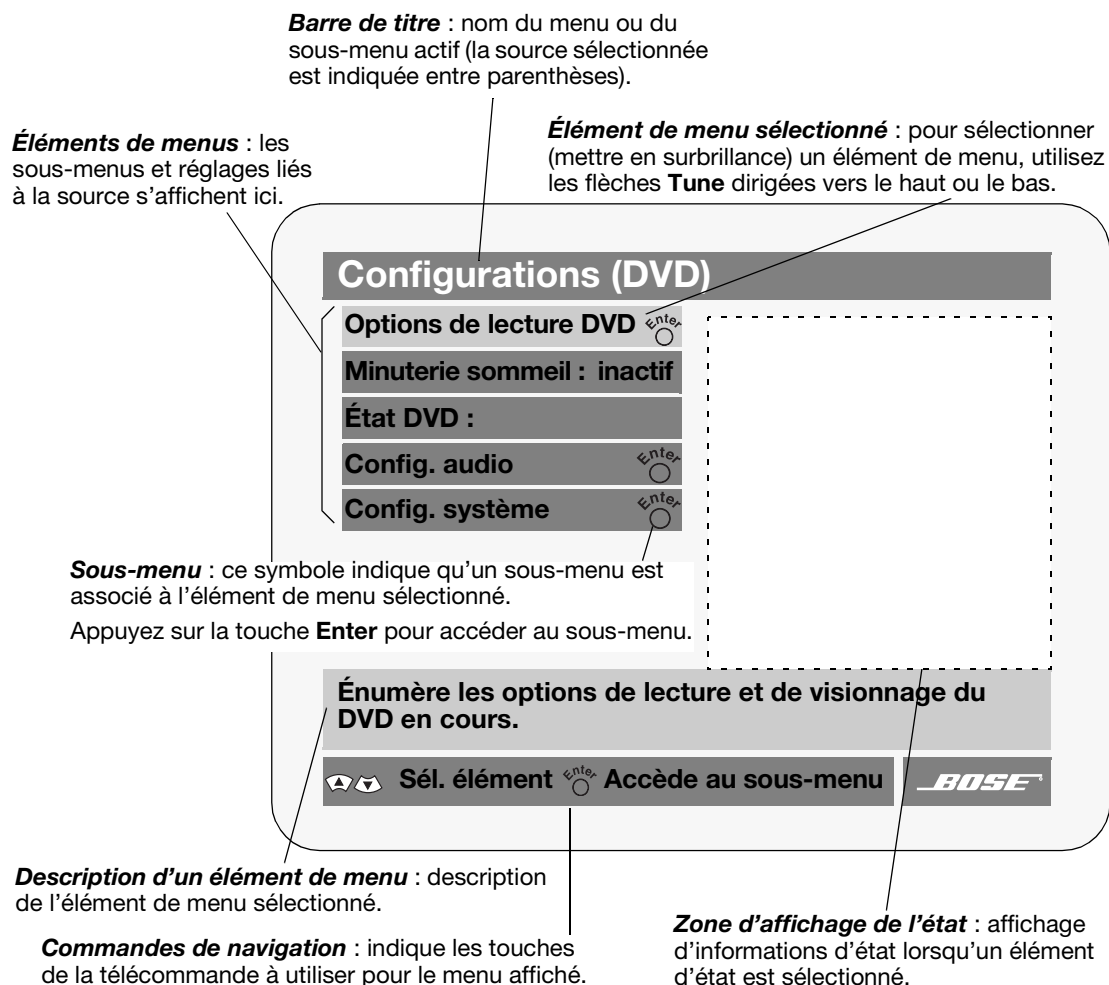 Barre de titre : nom du menu ou du
sous-menu actif (la source sélectionnée
est indiquée entre parenthèses).
Éléments de menus : les
sous-menus et réglages liés
à la source s'affichent ici.
Élément de menu sélectionné : pour sélectionner
(mettre en surbrillance) un élément de menu, utilisez
les flèches Tune dirigées vers le haut ou le bas.
Configurations (DVD)
Options de lecture DVD Enter
Minuterie sommeil : inactif
État DVD :
Config. audio Enter
Config. système Enter
Sous-menu : ce symbole indique qu'un sous-menu est
associé à l'élément de menu sélectionné.
Appuyez sur la touche Enter pour accéder au sous-menu.
Énumère les options de lecture et de visionnage du
DVD en cours.
Sél. élément Enter Accède au sous-menu BOSE
Description d'un élément de menu : description
de l'élément de menu sélectionné.
Commandes de navigation : indique les touches
de la télécommande à utiliser pour le menu affiché.
Zone d'affichage de l'état : affichage
d'informations d'état lorsqu'un élément
d'état est sélectionné.